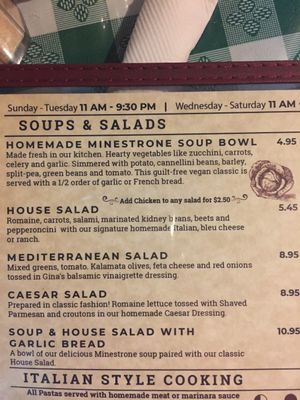 Sunday - Tuesday 11 AM - 9:30 PM | Wednesday - Saturday 11 AM
SOUPS & SALADS
HOMEMADE MINESTRONE SOUP BOWL 4.95
Made fresh in our kitchen. Hearty vegetables like zucchini, carrots,
celery and garlic. Simmered with potato, cannellini beans, barley,
split-pea, green beans and tomato. This guilt-free vegan classic is
served with a 1/2 order of garlic or French bread.
Add Chicken to any salad for $2.50
HOUSE SALAD 5.45
Romaine, carrots, salami, marinated kidney beans, beets and
pepperoncini with our signature homemade Italian, bleu cheese
or ranch.
MEDITERRANEAN SALAD 8.95
Mixed greens, tomato, Kalamata olives, feta cheese and red onions
tossed in Gina's balsamic vinaigrette dressing.
CAESAR SALAD 8.95
Prepared in classic fashion! Romaine lettuce tossed with Shaved
Parmesan and croutons in our homemade Caesar Dressing.
SOUP & HOUSE SALAD WITH 10.95
GARLIC BREAD
A bowl of our delicious Minestrone soup paired with our classic
House Salad.
ITALIAN STYLE COOKING
All Pastas served with homemade meat or marinara sauce